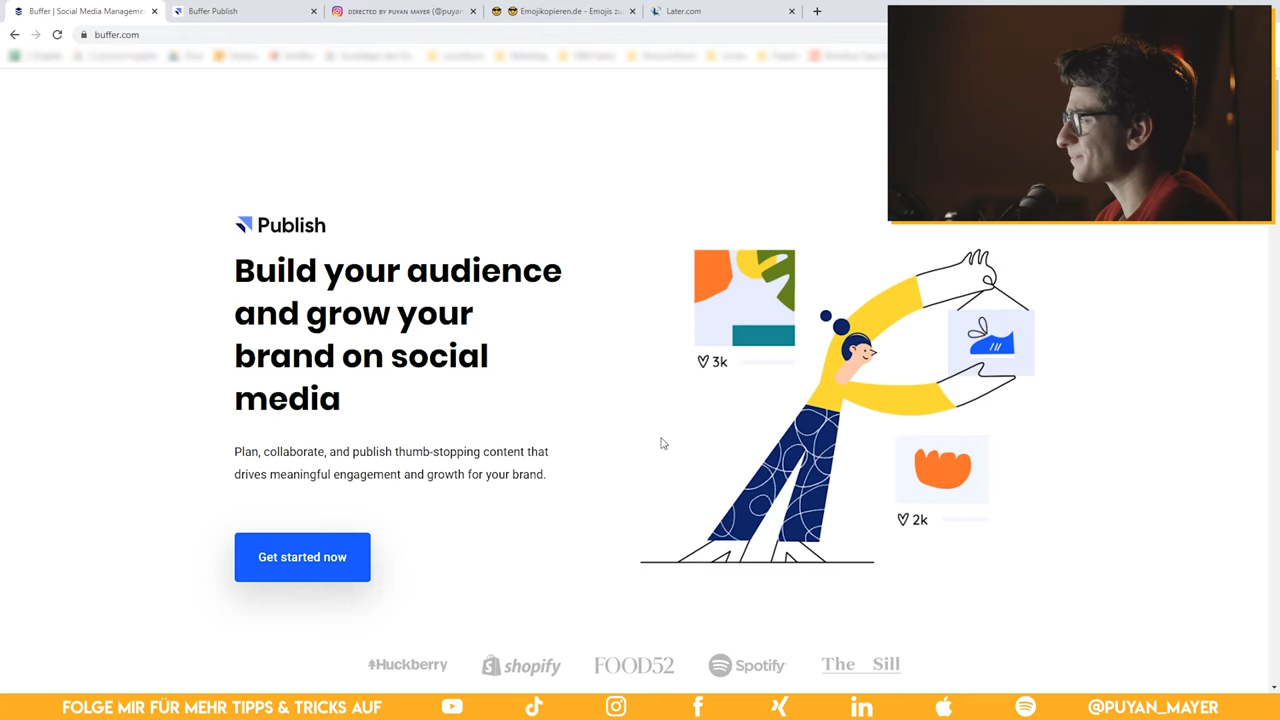 Buffer | Social Media Manageme
Buffer Publish
DIRECTED BY PUYAN MAYER (@puyan
😎 Emojikopieren.de - Emojis zu
Later.com
buffer.com
Publish
Build your audience
and grow your
brand on social
media
Plan, collaborate, and publish thumb-stopping content that
drives meaningful engagement and growth for your brand.
Get started now
3k
2k
Huckberry
shopify
FOOD52
Spotify
The Sill
FOLGE MIR FÜR MEHR TIPPS & TRICKS AUF
@PUYAN_MAYER